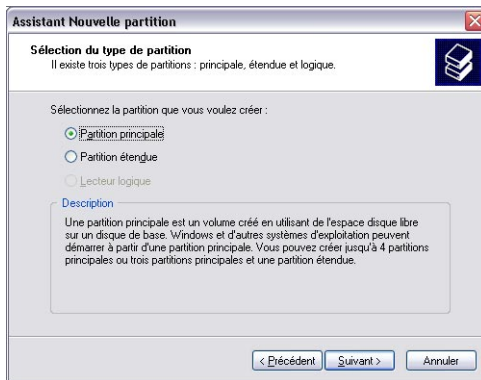 Assistant Nouvelle partition
Sélection du type de partition
Il existe trois types de partitions : principale, étendue et logique.
Sélectionnez la partition que vous voulez créer :
Partition principale
Partition étendue
Lecteur logique
Description
Une partition principale est un volume créé en utilisant de l'espace disque libre
sur un disque de base. Windows et d'autres systèmes d'exploitation peuvent
démarrer à partir d'une partition principale. Vous pouvez créer jusqu'à 4 partitions
principales ou trois partitions principales et une partition étendue.
< Précédent
Suivant >
Annuler